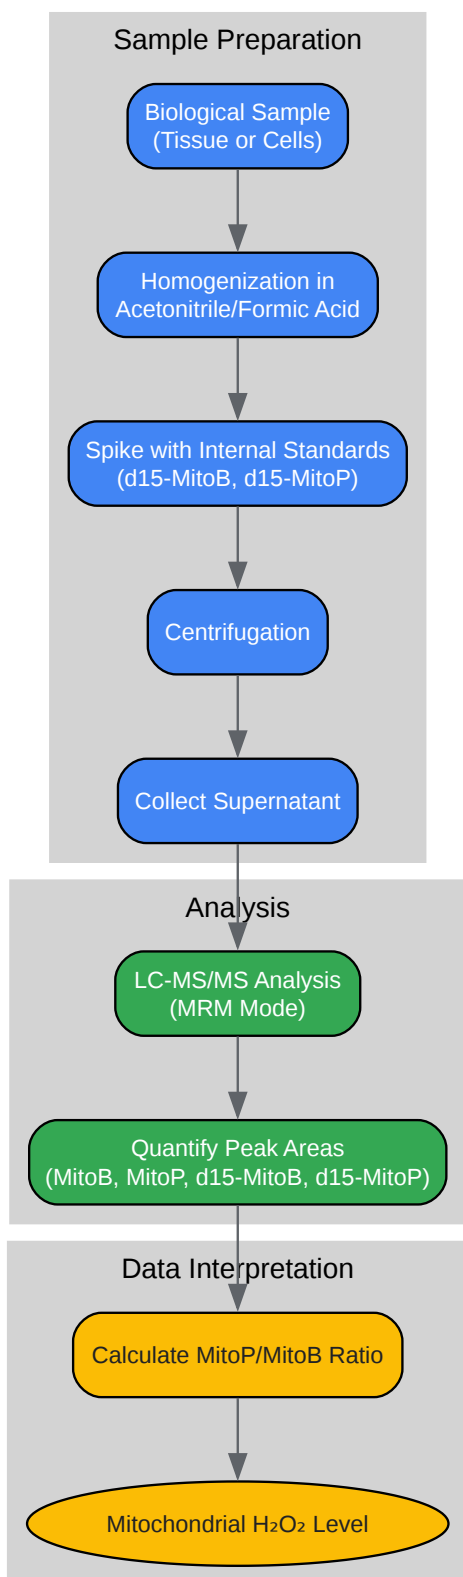 Sample Preparation
Biological Sample
(Tissue or Cells)
Homogenization in
Acetonitrile/Formic Acid
Spike with Internal Standards
(d15-MitoB, d15-MitoP)
Centrifugation
Collect Supernatant
Analysis
LC-MS/MS Analysis
(MRM Mode)
Quantify Peak Areas
(MitoB, MitoP, d15-MitoB, d15-MitoP)
Data Interpretation
Calculate MitoP/MitoB Ratio
Mitochondrial H₂O₂ Level